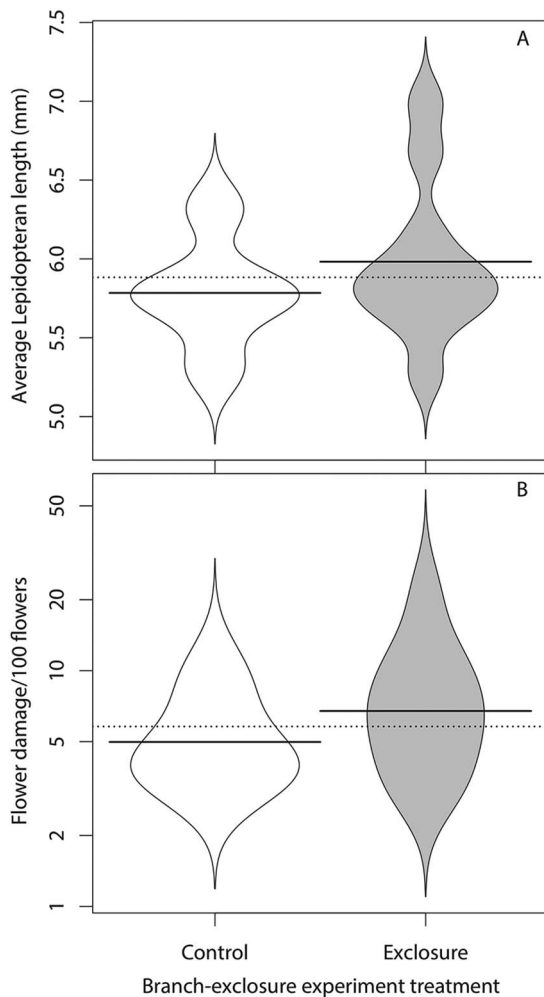 A
Average Lepidopteran length (mm)
7.5
7.0
6.5
6.0
5.5
5.0
B
Flower damage/100 flowers
50
20
10
5
2
1
Control Exclosure
Branch-exclosure experiment treatment